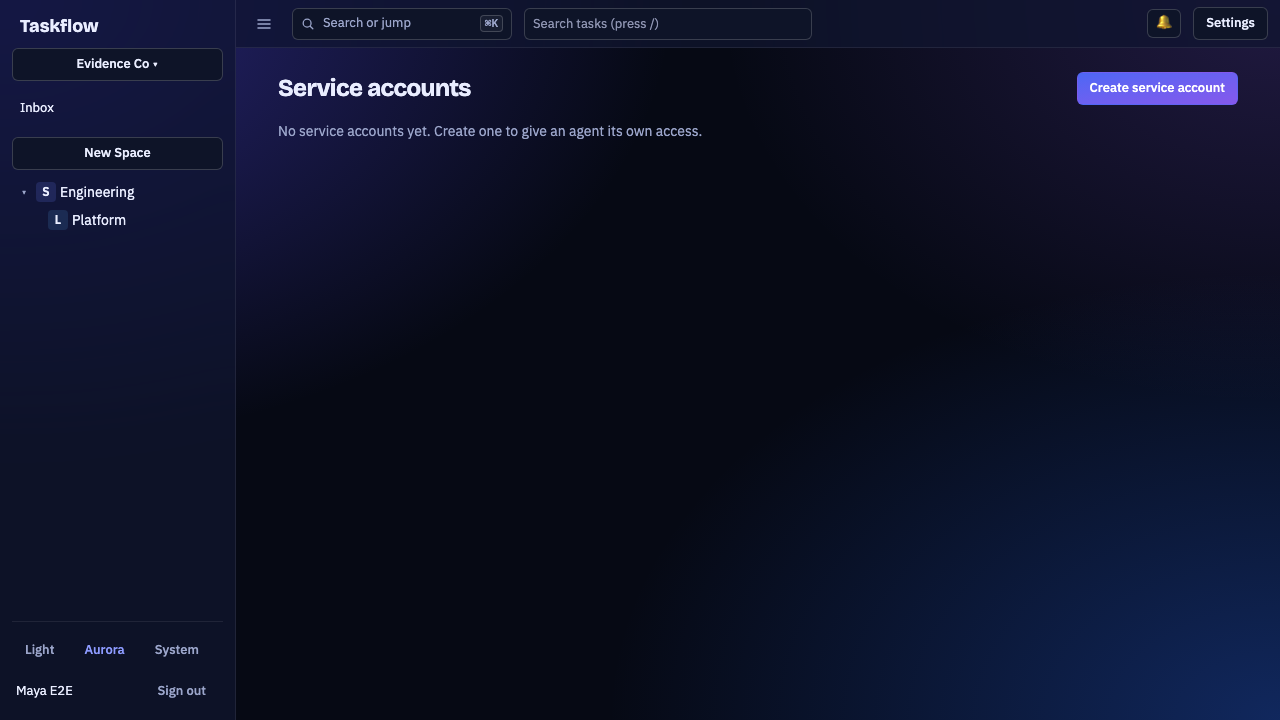 Taskflow
Evidence Co ▾
Inbox
New Space
▾ S Engineering
L Platform
Light Aurora System
Maya E2E Sign out
Search or jump ⌘K
Search tasks (press /)
Settings
Service accounts
Create service account
No service accounts yet. Create one to give an agent its own access.